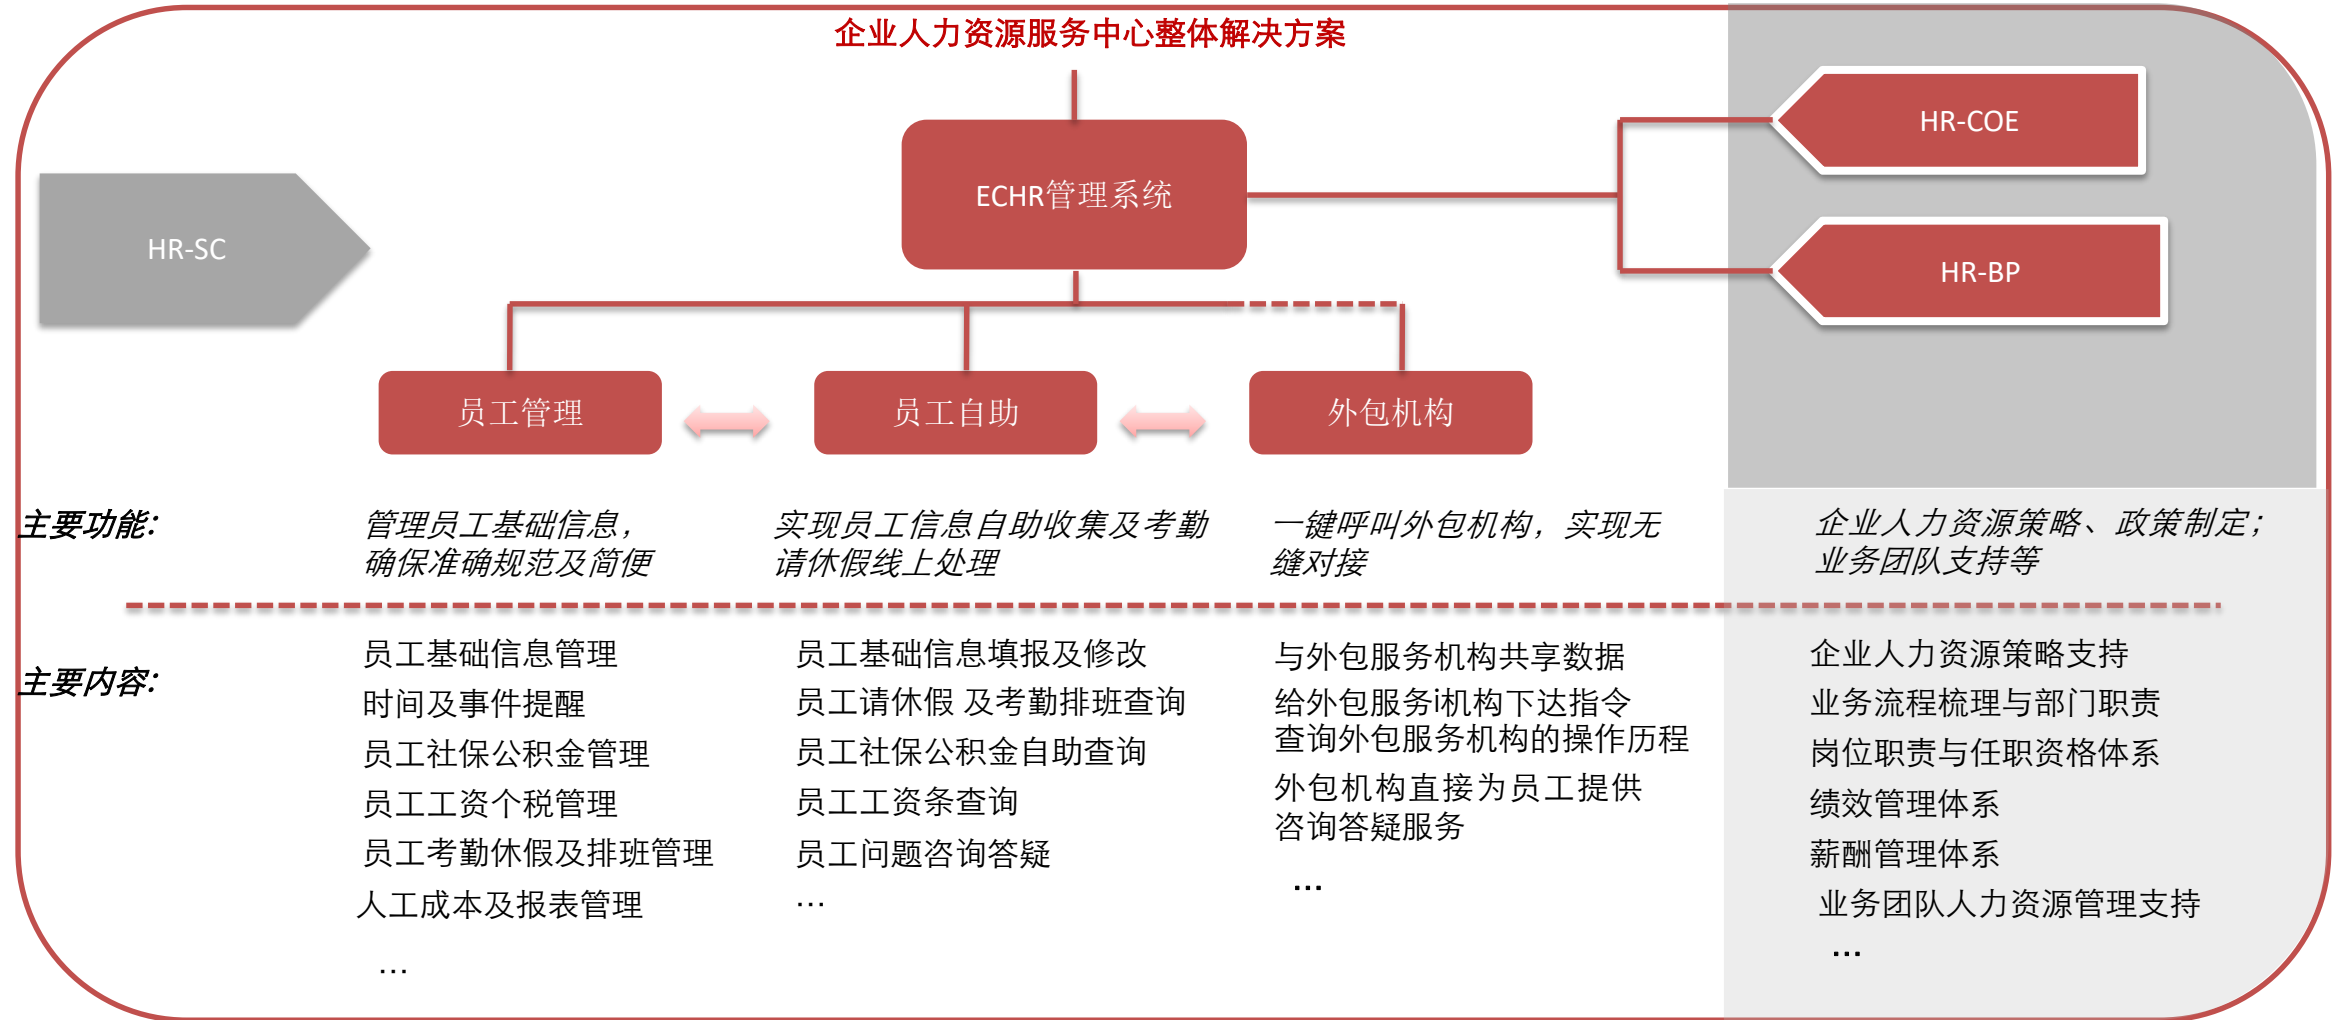 企业人力资源服务中心整体解决方案
HR-COE
ECHR管理系统
HR-SC
HR-BP
员工管理
员工自助
外包机构
主要功能：
管理员工基础信息，
确保准确规范及简便
实现员工信息自助收集及考勤
请休假线上处理
一键呼叫外包机构，实现无
缝对接
企业人力资源策略、政策制定；
业务团队支持等
主要内容：
员工基础信息管理
时间及事件提醒
员工社保公积金管理
员工工资个税管理
员工考勤休假及排班管理
人工成本及报表管理
…
员工基础信息填报及修改
员工请休假 及考勤排班查询
员工社保公积金自助查询
员工工资条查询
员工问题咨询答疑
…
与外包服务机构共享数据
给外包服务i机构下达指令
查询外包服务机构的操作历程
外包机构直接为员工提供
咨询答疑服务
…
企业人力资源策略支持
业务流程梳理与部门职责
岗位职责与任职资格体系
绩效管理体系
薪酬管理体系
业务团队人力资源管理支持
…